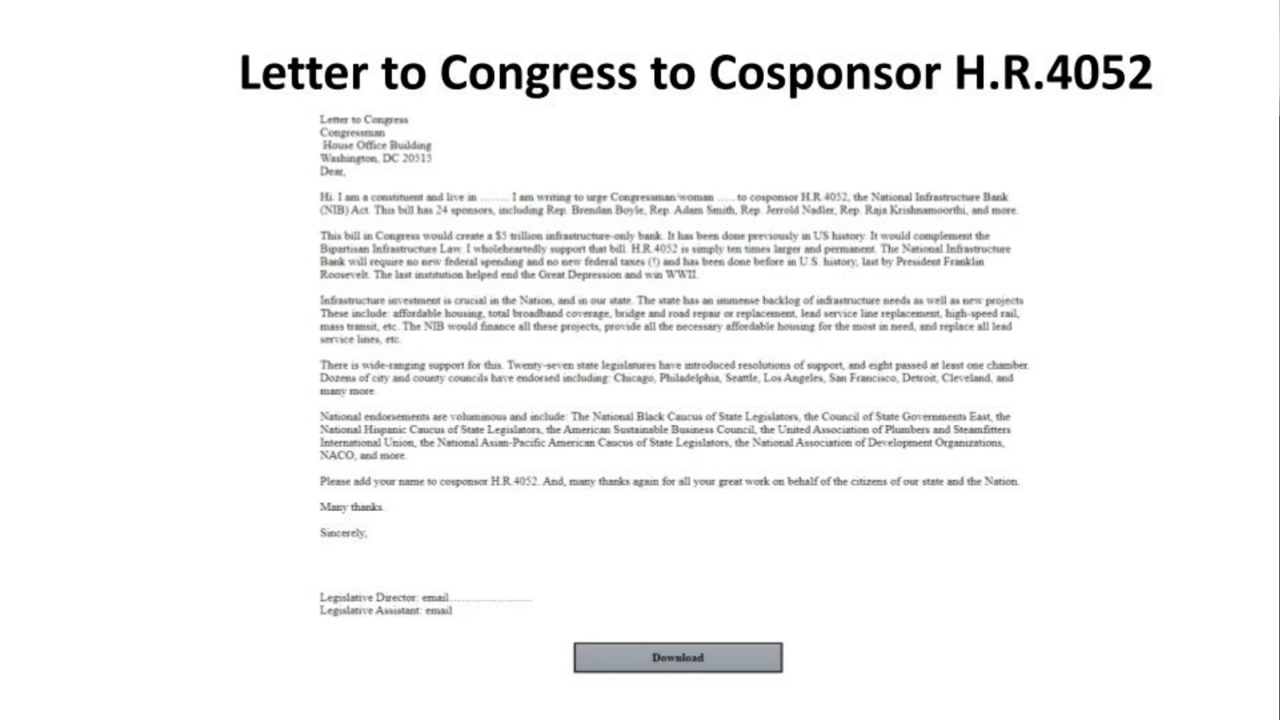 Letter to Congress to Cosponsor H.R.4052
Letter to Congress
Congressman
House Office Building
Washington, DC 20515
Dear,
Hi. I am a constituent and live in ........ I am writing to urge Congressman/woman ..... to cosponsor H.R.4052, the National Infrastructure Bank
(NIB) Act. This bill has 24 sponsors, including Rep. Brendan Boyle, Rep. Adam Smith, Rep. Jerrold Nadler, Rep. Raja Krishnamoorthi, and more.
This bill in Congress would create a $5 trillion infrastructure-only bank. It has been done previously in US history. It would complement the
Bipartisan Infrastructure Law. I wholeheartedly support that bill. H.R.4052 is simply ten times larger and permanent. The National Infrastructure
Bank will require no new federal spending and no new federal taxes (!) and has been done before in U.S. history, last by President Franklin
Roosevelt. The last institution helped end the Great Depression and win WWII.
Infrastructure investment is crucial in the Nation, and in our state. The state has an immense backlog of infrastructure needs as well as new projects
These include: affordable housing, total broadband coverage, bridge and road repair or replacement, lead service line replacement, high-speed rail,
mass transit, etc. The NIB would finance all these projects, provide all the necessary affordable housing for the most in need, and replace all lead
service lines, etc.
There is wide-ranging support for this. Twenty-seven state legislatures have introduced resolutions of support, and eight passed at least one chamber.
Dozens of city and county councils have endorsed including: Chicago, Philadelphia, Seattle, Los Angeles, San Francisco, Detroit, Cleveland, and
many more.
National endorsements are voluminous and include: The National Black Caucus of State Legislators, the Council of State Governments East, the
National Hispanic Caucus of State Legislators, the American Sustainable Business Council, the United Association of Plumbers and Steamfitters
International Union, the National Asian-Pacific American Caucus of State Legislators, the National Association of Development Organizations,
NACO, and more.
Please add your name to cosponsor H.R.4052. And, many thanks again for all your great work on behalf of the citizens of our state and the Nation.
Many thanks.
Sincerely,
Legislative Director: email........................
Legislative Assistant: email
Download